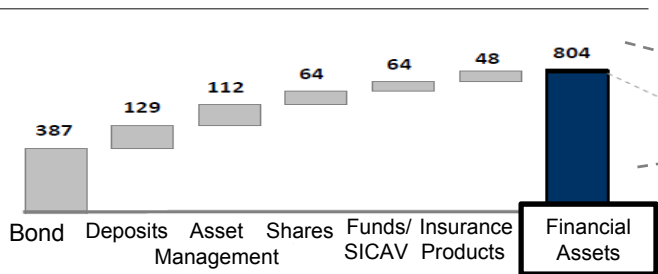 387
129
112
64
64
48
804
Bond
Deposits
Asset
Management
Shares
Funds/
SICAV
Insurance
Products
Financial
Assets